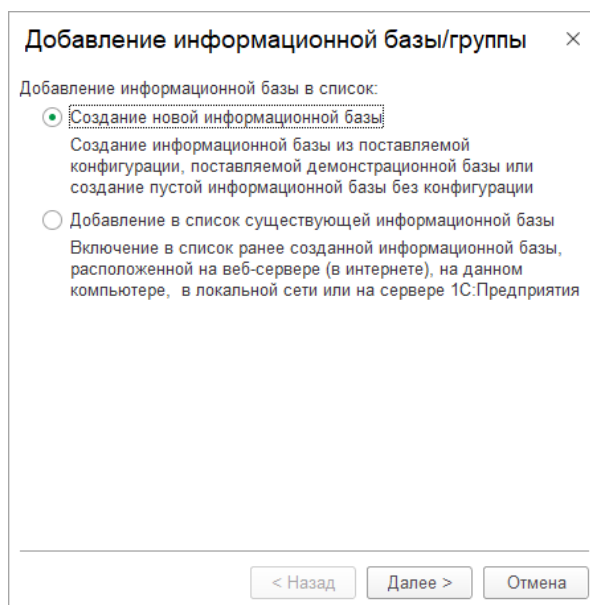 Добавление информационной базы/группы
Добавление информационной базы в список:
Создание новой информационной базы
Создание информационной базы из поставляемой
конфигурации, поставляемой демонстрационной базы или
создание пустой информационной базы без конфигурации
Добавление в список существующей информационной базы
Включение в список ранее созданной информационной базы,
расположенной на веб-сервере (в интернете), на данном
компьютере, в локальной сети или на сервере 1С:Предприятия
< Назад Далее > Отмена